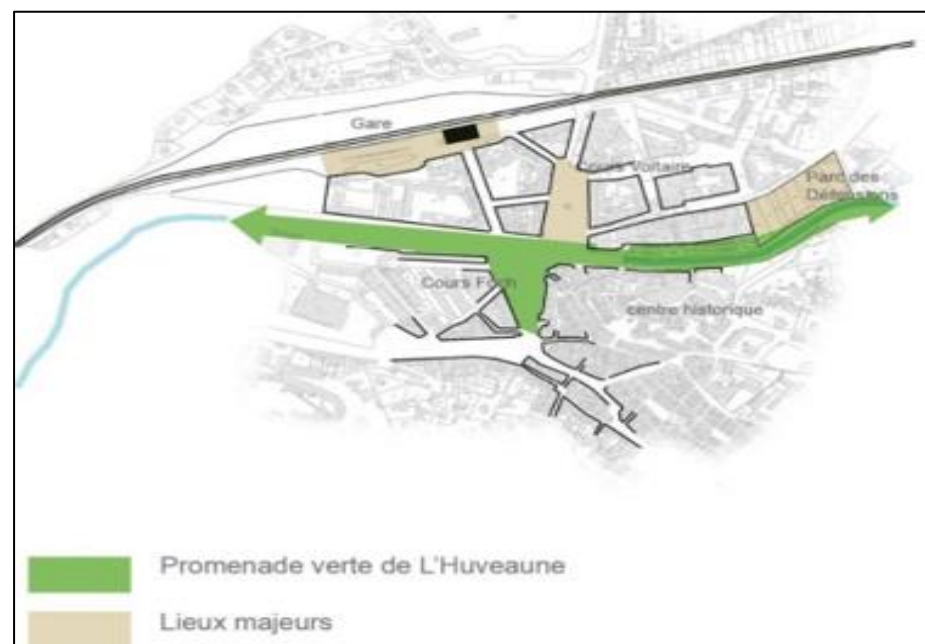 Gare
Cours Voltaire
Parc des
Défensions
Cours Foch
centre historique
Promenade verte de L'Huveaune
Lieux majeurs